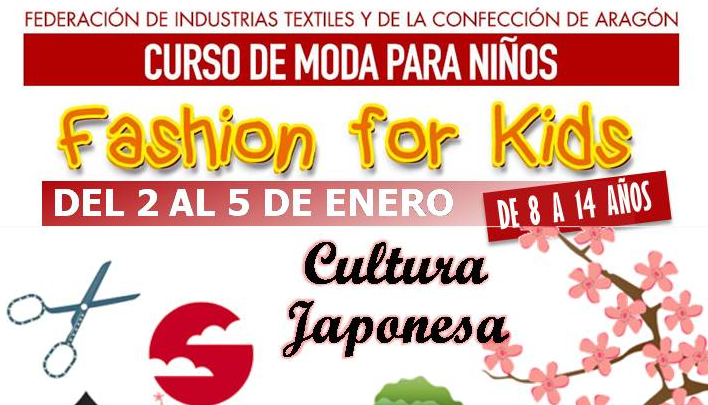 FEDERACIÓN DE INDUSTRIAS TEXTILES Y DE LA CONFECCIÓN DE ARAGÓN
CURSO DE MODA PARA NIÑOS
Fashion for Kids
DEL 2 AL 5 DE ENERO
DE 8 A 14 AÑOS
Cultura
Japonesa